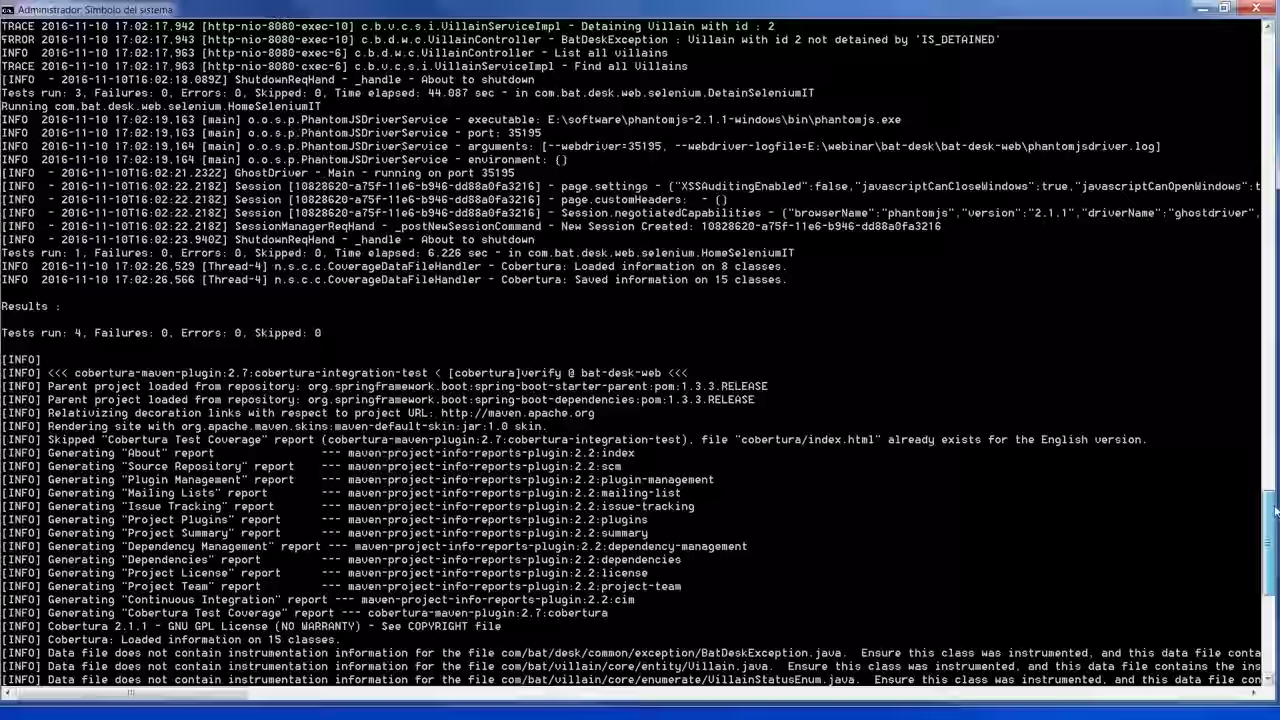 Administrador: Símbolo del sistema
TRACE 2016-11-10 17:02:17.942 [http-nio-8080-exec-10] c.b.v.c.s.i.VillainServiceImpl - Detaining Villain with id : 2
ERROR 2016-11-10 17:02:17.943 [http-nio-8080-exec-10] c.b.d.w.c.VillainController - BatDeskException : Villain with id 2 not detained by 'IS_DETAINED'
INFO  2016-11-10 17:02:17.963 [http-nio-8080-exec-6] c.b.d.w.c.VillainController - List all villains
TRACE 2016-11-10 17:02:17.963 [http-nio-8080-exec-6] c.b.v.c.s.i.VillainServiceImpl - Find all Villains
[INFO  - 2016-11-10T16:02:18.089Z] ShutdownReqHand - _handle - About to shutdown
Tests run: 3, Failures: 0, Errors: 0, Skipped: 0, Time elapsed: 44.087 sec - in com.bat.desk.web.selenium.DetainSeleniumIT
Running com.bat.desk.web.selenium.HomeSeleniumIT
INFO  2016-11-10 17:02:19.163 [main] o.o.s.p.PhantomJSDriverService - executable: E:\software\phantomjs-2.1.1-windows\bin\phantomjs.exe
INFO  2016-11-10 17:02:19.163 [main] o.o.s.p.PhantomJSDriverService - port: 35195
INFO  2016-11-10 17:02:19.164 [main] o.o.s.p.PhantomJSDriverService - arguments: [--webdriver=35195, --webdriver-logfile=E:\webinar\bat-desk\bat-desk-web\phantomjsdriver.log]
INFO  2016-11-10 17:02:19.164 [main] o.o.s.p.PhantomJSDriverService - environment: {}
[INFO  - 2016-11-10T16:02:21.232Z] GhostDriver - Main - running on port 35195
[INFO  - 2016-11-10T16:02:22.218Z] Session [10828620-a75f-11e6-b946-dd88a0fa3216] - page.settings - {"XSSAuditingEnabled":false,"javascriptCanCloseWindows":true,"javascriptCanOpenWindows":t
[INFO  - 2016-11-10T16:02:22.218Z] Session [10828620-a75f-11e6-b946-dd88a0fa3216] - page.customHeaders:  - {}
[INFO  - 2016-11-10T16:02:22.218Z] Session [10828620-a75f-11e6-b946-dd88a0fa3216] - Session.negotiatedCapabilities - {"browserName":"phantomjs","version":"2.1.1","driverName":"ghostdriver",
[INFO  - 2016-11-10T16:02:22.218Z] SessionManagerReqHand - _postNewSessionCommand - New Session Created: 10828620-a75f-11e6-b946-dd88a0fa3216
[INFO  - 2016-11-10T16:02:23.940Z] ShutdownReqHand - _handle - About to shutdown
Tests run: 1, Failures: 0, Errors: 0, Skipped: 0, Time elapsed: 6.226 sec - in com.bat.desk.web.selenium.HomeSeleniumIT
INFO  2016-11-10 17:02:26.529 [Thread-4] n.s.c.c.CoverageDataFileHandler - Cobertura: Loaded information on 8 classes.
INFO  2016-11-10 17:02:26.566 [Thread-4] n.s.c.c.CoverageDataFileHandler - Cobertura: Saved information on 15 classes.
Results :
Tests run: 4, Failures: 0, Errors: 0, Skipped: 0
[INFO]
[INFO] <<< cobertura-maven-plugin:2.7:cobertura-integration-test < [cobertura]verify @ bat-desk-web <<<
[INFO] Parent project loaded from repository: org.springframework.boot:spring-boot-starter-parent:pom:1.3.3.RELEASE
[INFO] Parent project loaded from repository: org.springframework.boot:spring-boot-dependencies:pom:1.3.3.RELEASE
[INFO] Relativizing decoration links with respect to project URL: http://maven.apache.org
[INFO] Rendering site with org.apache.maven.skins:maven-default-skin:jar:1.0 skin.
[INFO] Skipped "Cobertura Test Coverage" report (cobertura-maven-plugin:2.7:cobertura-integration-test), file "cobertura/index.html" already exists for the English version.
[INFO] Generating "About" report         --- maven-project-info-reports-plugin:2.2:index
[INFO] Generating "Source Repository" report    --- maven-project-info-reports-plugin:2.2:scm
[INFO] Generating "Plugin Management" report    --- maven-project-info-reports-plugin:2.2:plugin-management
[INFO] Generating "Mailing Lists" report        --- maven-project-info-reports-plugin:2.2:mailing-list
[INFO] Generating "Issue Tracking" report       --- maven-project-info-reports-plugin:2.2:issue-tracking
[INFO] Generating "Project Plugins" report      --- maven-project-info-reports-plugin:2.2:plugins
[INFO] Generating "Project Summary" report      --- maven-project-info-reports-plugin:2.2:summary
[INFO] Generating "Dependency Management" report --- maven-project-info-reports-plugin:2.2:dependency-management
[INFO] Generating "Dependencies" report         --- maven-project-info-reports-plugin:2.2:dependencies
[INFO] Generating "Project License" report      --- maven-project-info-reports-plugin:2.2:license
[INFO] Generating "Project Team" report         --- maven-project-info-reports-plugin:2.2:project-team
[INFO] Generating "Continuous Integration" report --- maven-project-info-reports-plugin:2.2:cim
[INFO] Generating "Cobertura Test Coverage" report --- cobertura-maven-plugin:2.7:cobertura
[INFO] Cobertura 2.1.1 - GNU GPL License (NO WARRANTY) - See COPYRIGHT file
[INFO] Cobertura: Loaded information on 15 classes.
[INFO] Data file does not contain instrumentation information for the file com/bat/desk/common/exception/BatDeskException.java.  Ensure this class was instrumented, and this data file conta
[INFO] Data file does not contain instrumentation information for the file com/bat/villain/core/entity/Villain.java.  Ensure this class was instrumented, and this data file contains the ins
[INFO] Data file does not contain instrumentation information for the file com/bat/villain/core/enumerate/VillainStatusEnum.java.  Ensure this class was instrumented, and this data file con